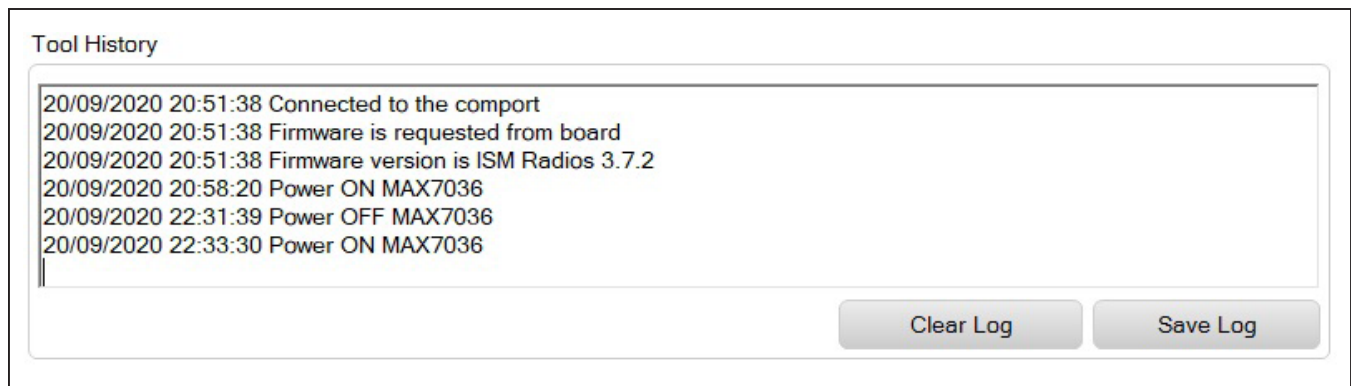 Tool History
20/09/2020 20:51:38 Connected to the comport
20/09/2020 20:51:38 Firmware is requested from board
20/09/2020 20:51:38 Firmware version is ISM Radios 3.7.2
20/09/2020 20:58:20 Power ON MAX7036
20/09/2020 22:31:39 Power OFF MAX7036
20/09/2020 22:33:30 Power ON MAX7036
Clear Log
Save Log